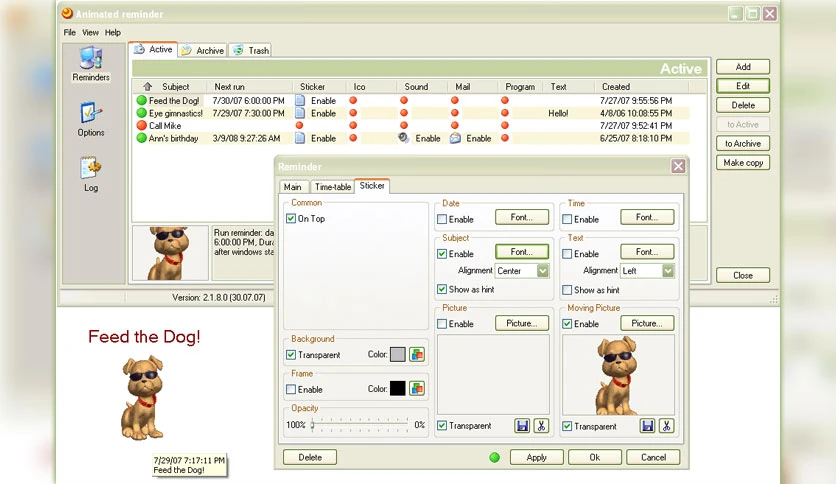 Animated reminder
File View Help
Reminders
Options
Log
Active Archive Trash
Active
Subject Next run Sticker Ico Sound Mail Program Text Created
Feed the Dog! 7/30/07 6:00:00 PM Enable 7/27/07 9:55:56 PM
Eye gimnastics! 7/29/07 7:30:00 PM Enable Hello! 4/8/06 10:08:55 PM
Call Mike 7/27/07 9:52:41 PM
Ann's birthday 3/9/08 9:27:26 AM Enable Enable Enable 6/25/07 8:18:10 PM
Add
Edit
Delete
to Active
to Archive
Make copy
Close
Run reminder: da
6:00:00 PM, Dura
after windows sta
Version: 2.1.8.0 (30.07.07)
Reminder
Main Time-table Sticker
Common
On Top
Background
Transparent Color:
Frame
Enable Color:
Opacity
100% 0%
Date
Enable Font...
Time
Enable Font...
Subject
Enable Font...
Alignment Center
Show as hint
Text
Enable Font...
Alignment Left
Show as hint
Picture
Enable Picture...
Transparent
Moving Picture
Enable Picture...
Transparent
Delete Apply Ok Cancel
Feed the Dog!
7/29/07 7:17:11 PM
Feed the Dog!